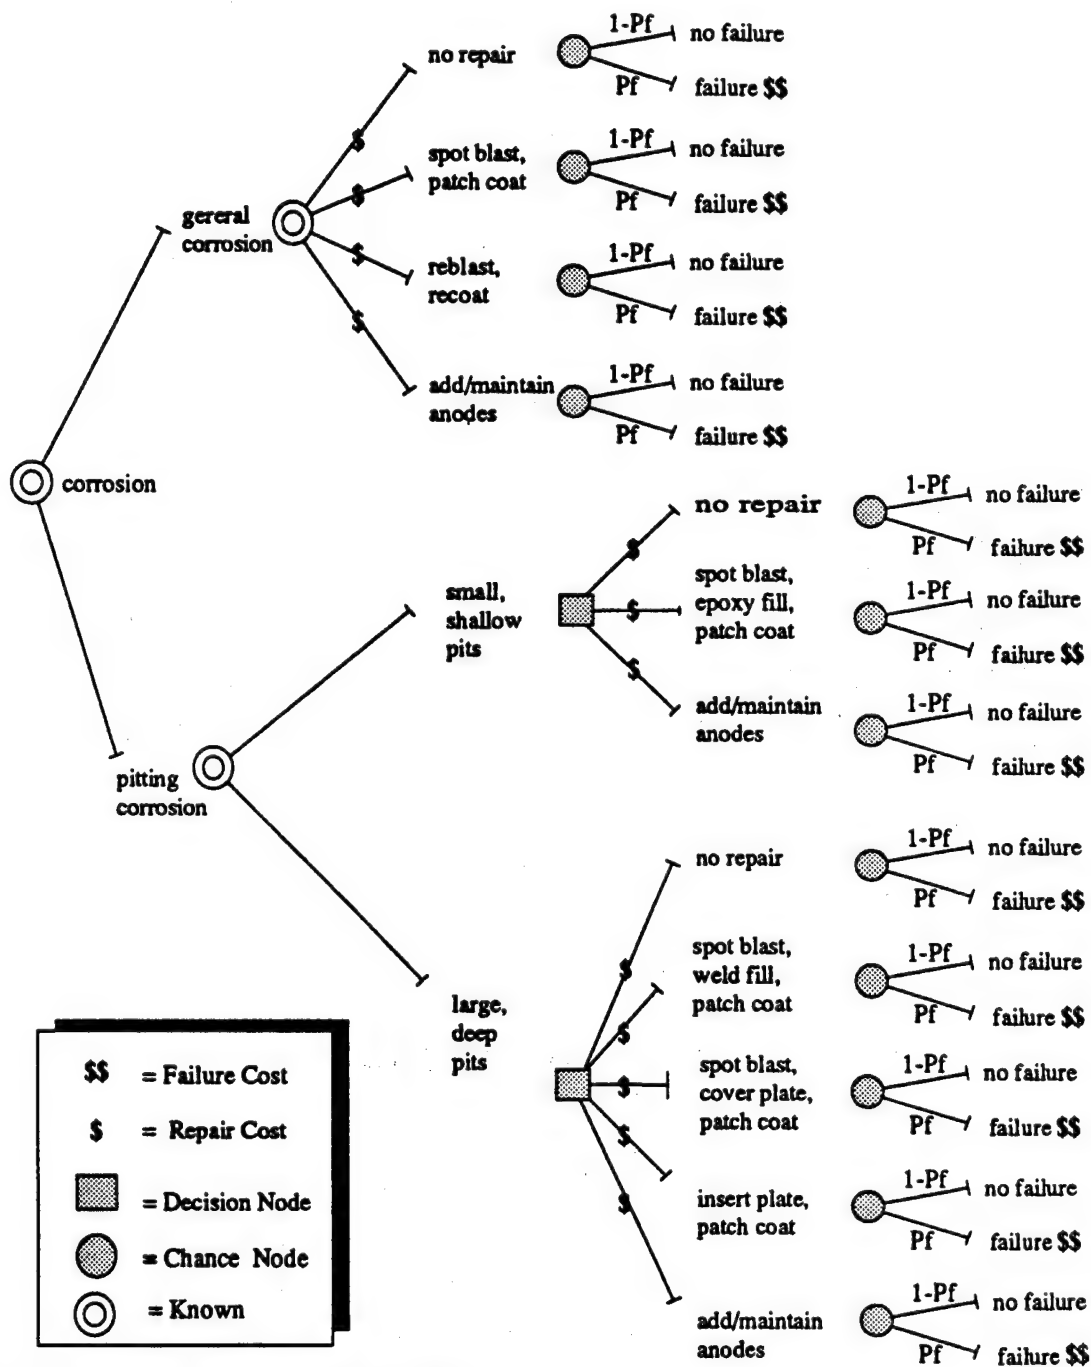 no repair
1-Pf
no failure
Pf
failure $$
$
spot blast,
patch coat
1-Pf
no failure
Pf
failure $$
$
gereral
corrosion
reblast,
recoat
1-Pf
no failure
Pf
failure $$
$
add/maintain
anodes
1-Pf
no failure
Pf
failure $$
$
corrosion
no repair
1-Pf
no failure
Pf
failure $$
$
small,
shallow
pits
spot blast,
epoxy fill,
patch coat
1-Pf
no failure
Pf
failure $$
$
add/maintain
anodes
1-Pf
no failure
Pf
failure $$
$
pitting
corrosion
no repair
1-Pf
no failure
Pf
failure $$
$
large,
deep
pits
spot blast,
weld fill,
patch coat
1-Pf
no failure
Pf
failure $$
$
spot blast,
cover plate,
patch coat
1-Pf
no failure
Pf
failure $$
$
insert plate,
patch coat
1-Pf
no failure
Pf
failure $$
$
add/maintain
anodes
1-Pf
no failure
Pf
failure $$
$
$$ = Failure Cost
$ = Repair Cost
= Decision Node
= Chance Node
= Known